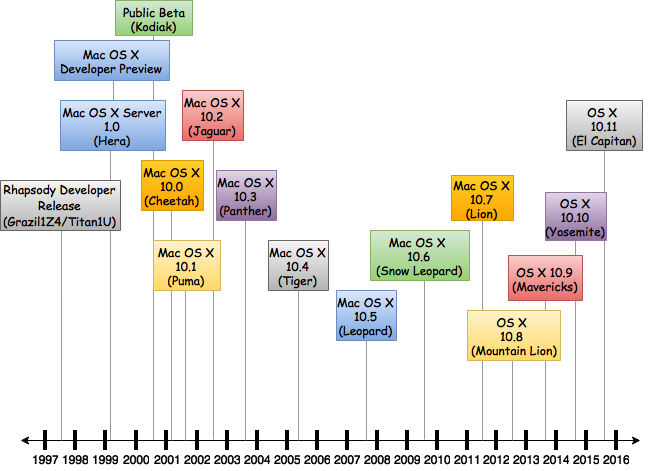 Public Beta
(Kodiak)
Mac OS X
Developer Preview
Mac OS X Server
1.0
(Hera)
Mac OS X
10.2
(Jaguar)
OS X
10.11
(El Capitan)
Rhapsody Developer
Release
(Grazil1Z4/Titan1U)
Mac OS X
10.0
(Cheetah)
Mac OS X
10.3
(Panther)
Mac OS X
10.7
(Lion)
OS X
10.10
(Yosemite)
Mac OS X
10.1
(Puma)
Mac OS X
10.4
(Tiger)
Mac OS X
10.6
(Snow Leopard)
OS X 10.9
(Mavericks)
Mac OS X
10.5
(Leopard)
OS X
10.8
(Mountain Lion)
1997 1998 1999 2000 2001 2002 2003 2004 2005 2006 2007 2008 2009 2010 2011 2012 2013 2014 2015 2016